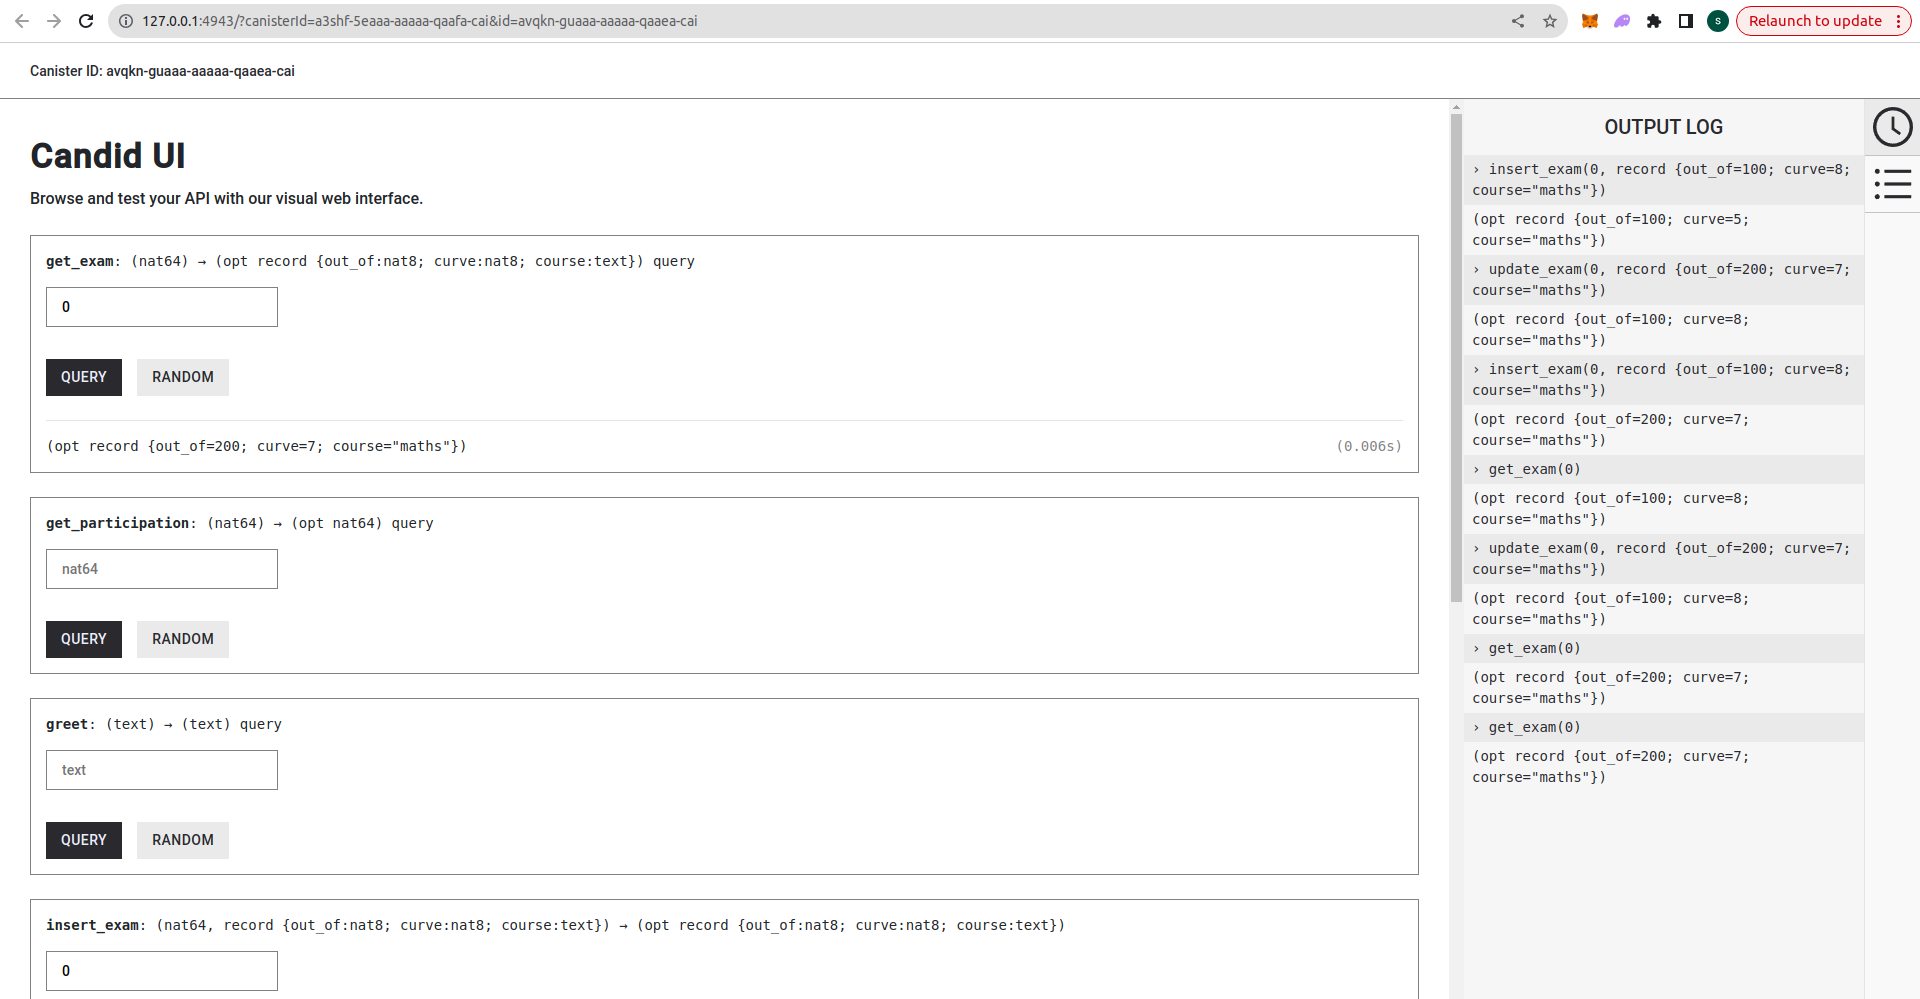 127.0.0.1:4943/?canisterId=a3shf-5eaaa-aaaaa-qaafa-cai&id=avqkn-guaaa-aaaaa-qaaea-cai
S
Relaunch to update
Canister ID: avqkn-guaaa-aaaaa-qaaea-cai
Candid UI
Browse and test your API with our visual web interface.
get_exam: (nat64) → (opt record {out_of:nat8; curve:nat8; course:text}) query
0
QUERY RANDOM
(opt record {out_of=200; curve=7; course="maths"}) (0.006s)
get_participation: (nat64) → (opt nat64) query
nat64
QUERY RANDOM
greet: (text) → (text) query
text
QUERY RANDOM
insert_exam: (nat64, record {out_of:nat8; curve:nat8; course:text}) → (opt record {out_of:nat8; curve:nat8; course:text})
0
OUTPUT LOG
› insert_exam(0, record {out_of=100; curve=8;
course="maths"})
(opt record {out_of=100; curve=5;
course="maths"})
› update_exam(0, record {out_of=200; curve=7;
course="maths"})
(opt record {out_of=100; curve=8;
course="maths"})
› insert_exam(0, record {out_of=100; curve=8;
course="maths"})
(opt record {out_of=200; curve=7;
course="maths"})
› get_exam(0)
(opt record {out_of=100; curve=8;
course="maths"})
› update_exam(0, record {out_of=200; curve=7;
course="maths"})
(opt record {out_of=100; curve=8;
course="maths"})
› get_exam(0)
(opt record {out_of=200; curve=7;
course="maths"})
› get_exam(0)
(opt record {out_of=200; curve=7;
course="maths"})